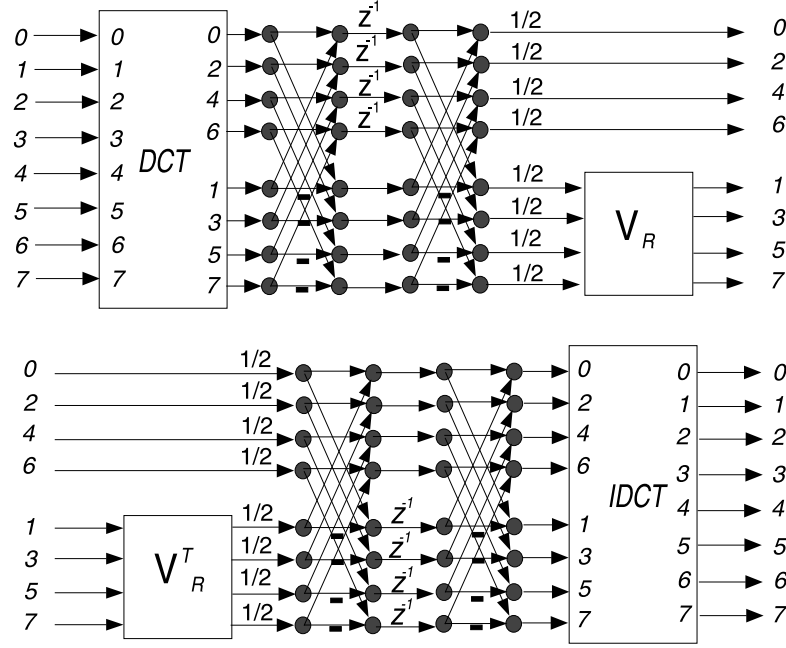 z⁻¹
1/2
0 0 0 0
z⁻¹
1/2
1 1 2 2
z⁻¹
1/2
2 2 4 4
z⁻¹
1/2
3 3 6 6
DCT
4 4 1 1/2 1
5 5 3 1/2 3
V_R
6 6 5 1/2 5
7 7 7 1/2 7
0 1/2 0 0 0
2 1/2 2 1 1
4 1/2 4 2 2
6 1/2 6 3 3
IDCT
1 1/2 z⁻¹ 1 4 4
3 1/2 z⁻¹ 3 5 5
V^T_R
5 1/2 z⁻¹ 5 6 6
7 1/2 z⁻¹ 7 7 7